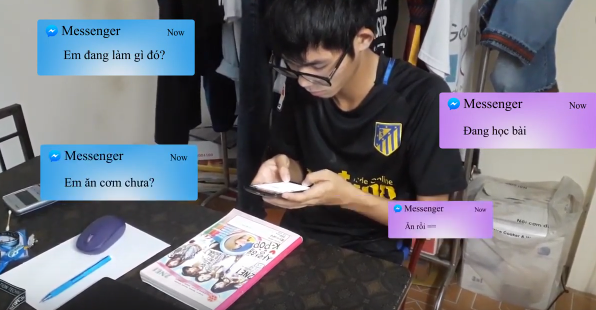 Messenger Now
Em đang làm gì đó?
Messenger Now
Đang học bài
Messenger Now
Em ăn cơm chưa?
Messenger Now
Ăn rồi
K-POP